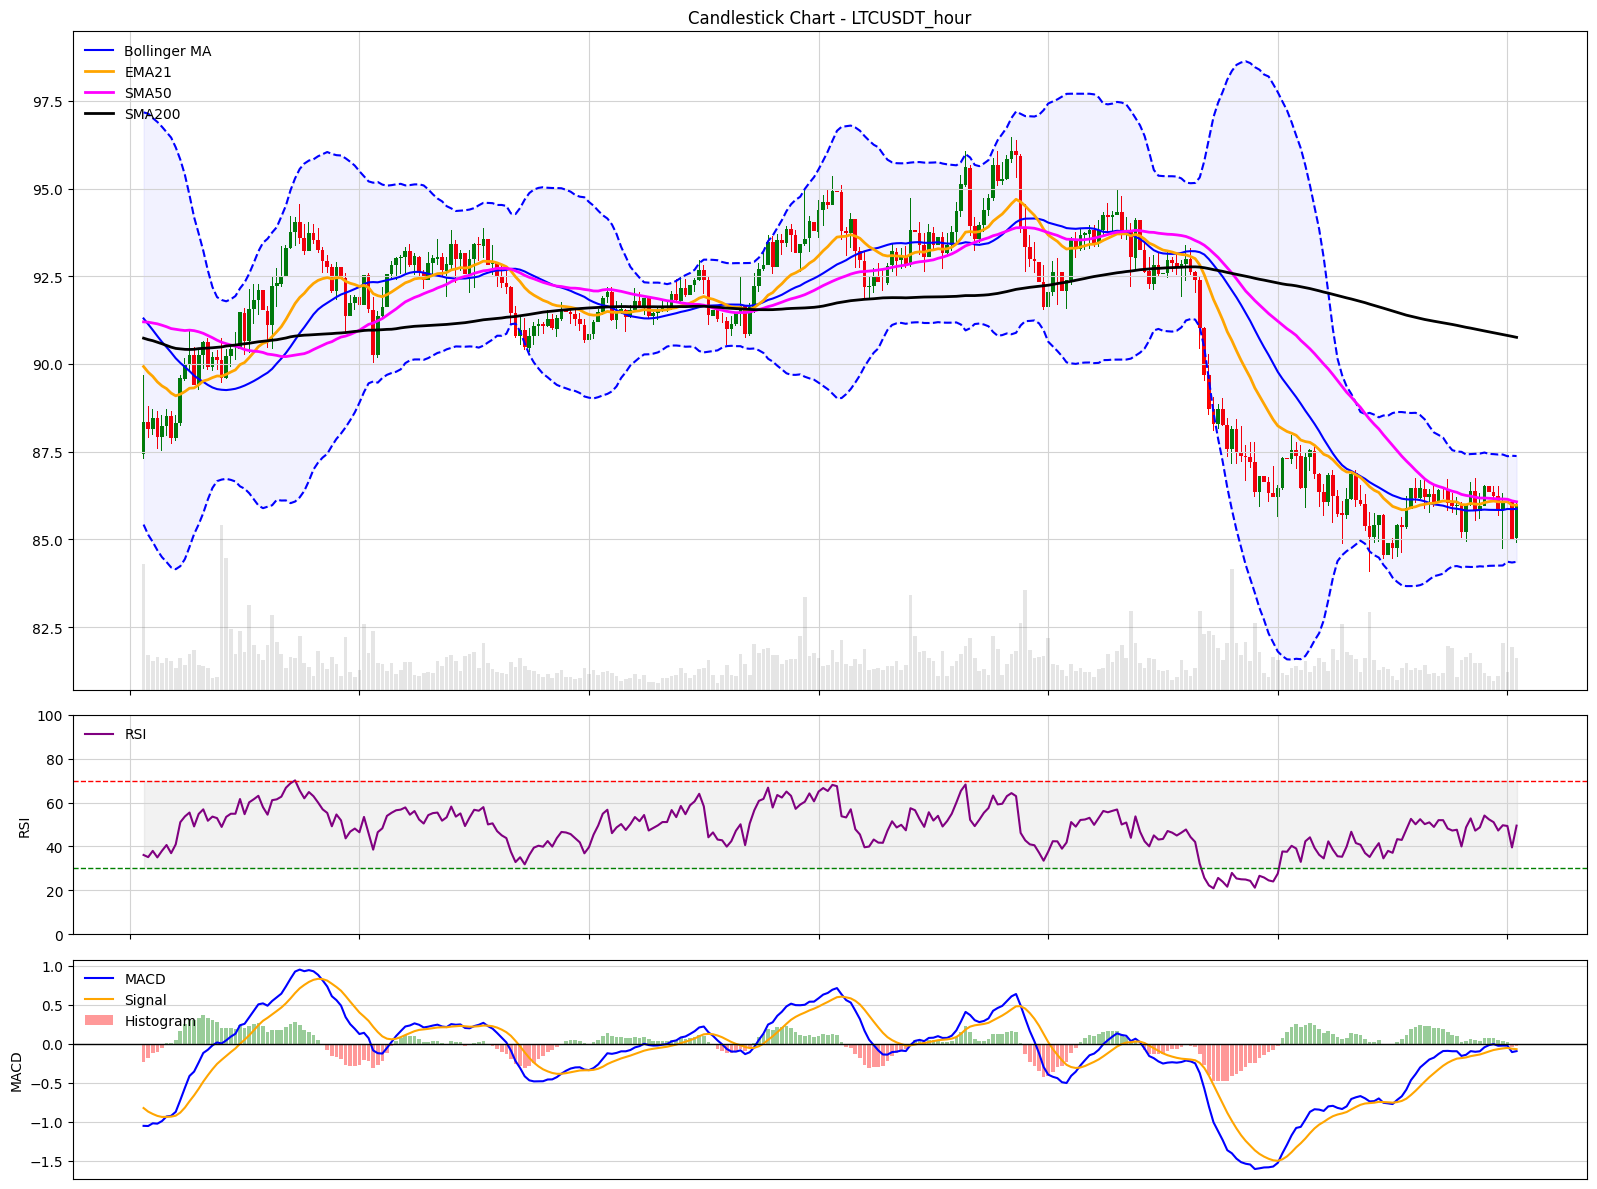 Candlestick Chart - LTCUSDT_hour
Bollinger MA
EMA21
SMA50
SMA200
97.5
95.0
92.5
90.0
87.5
85.0
82.5
100
80
60
40
20
0
RSI
RSI
1.0
0.5
0.0
−0.5
−1.0
−1.5
MACD
MACD
Signal
Histogram